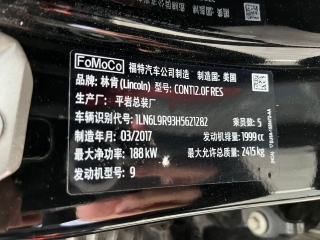 FoMoCo 福特汽车公司制造 制造国: 美国
品牌: 林肯(Lincoln) 型号: CONTI2.0F RES
生产厂: 平岩总装厂
车辆识别代号: 1LN6L9R93H5621282 乘员数: 5
制造年月: 03/2017 发动机排量: 1999 cc
最大净功率: 188 kW 最大允许总质量: 2415 kg
发动机型号: 9